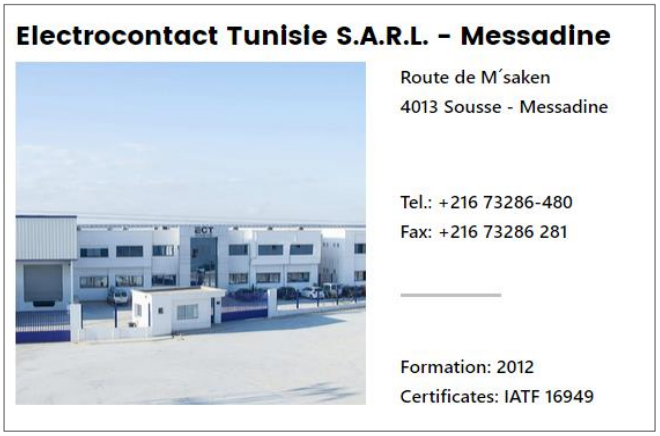 Electrocontact Tunisie S.A.R.L. - Messadine
Route de M´saken
4013 Sousse - Messadine
Tel.: +216 73286-480
Fax: +216 73286 281
ECT
Formation: 2012
Certificates: IATF 16949